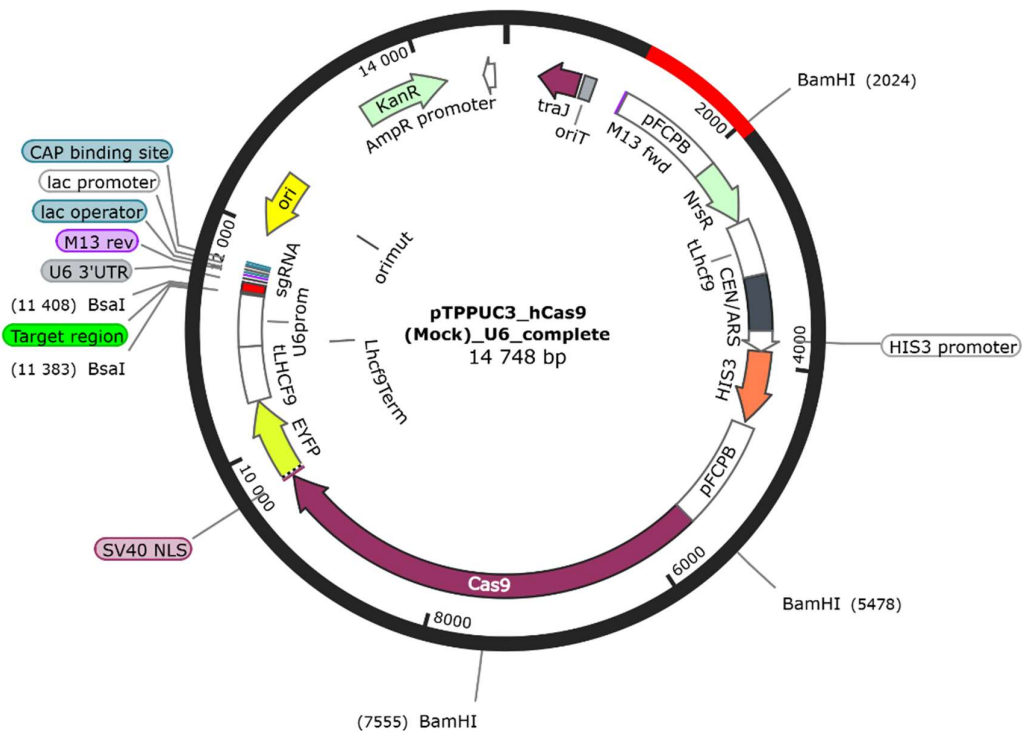 14 000
KanR
AmpR promoter
traJ
oriT
M13 fwd
pFCPB
2000
BamHI (2024)
NrsR
tLhcf9
CEN/ARS
4000
HIS3 promoter
HIS3
pFCPB
6000
BamHI (5478)
Cas9
8000
(7555) BamHI
SV40 NLS
10 000
EYFP
tLHCF9
Lhcf9Term
U6prom
sgRNA
orimut
ori
CAP binding site
lac promoter
lac operator
2 000
M13 rev
U6 3'UTR
(11 408) BsaI
Target region
(11 383) BsaI
pTPPUC3_hCas9
(Mock)_U6_complete
14 748 bp